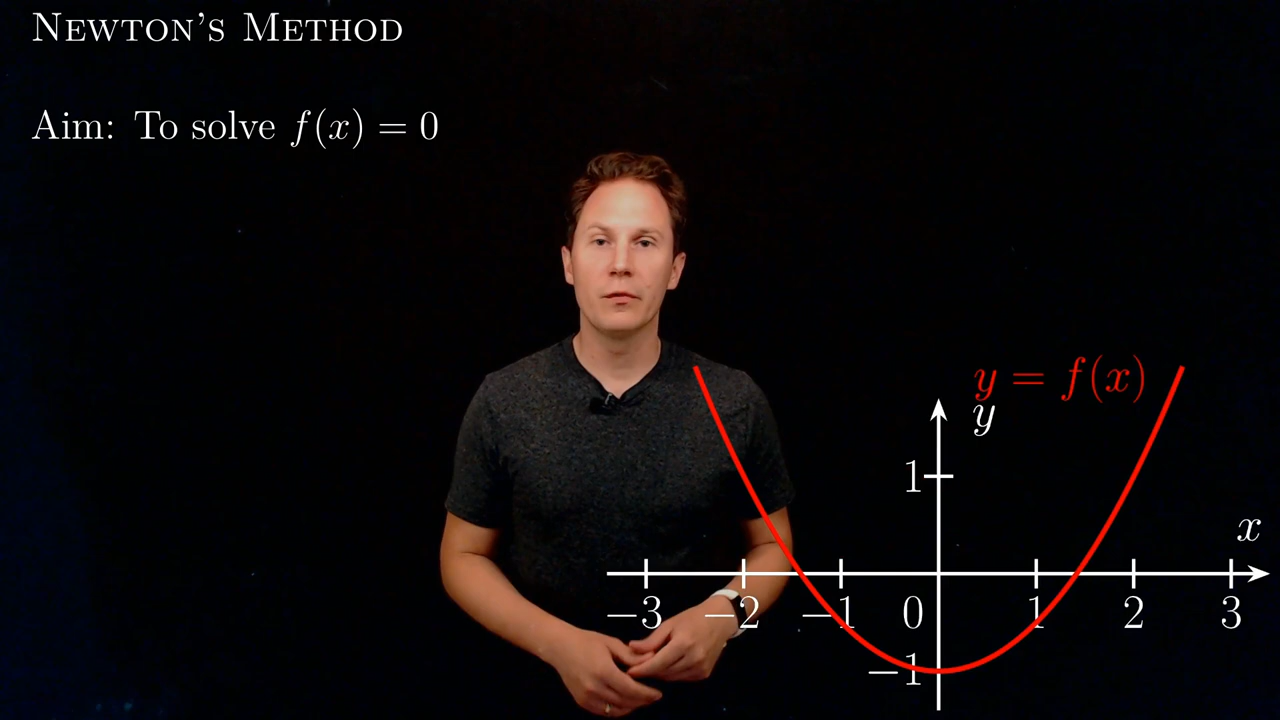 NEWTON'S METHOD
Aim: To solve f(x) = 0
y = f(x)
y
1
x
−3 −2 −1 0 1 2 3
−1